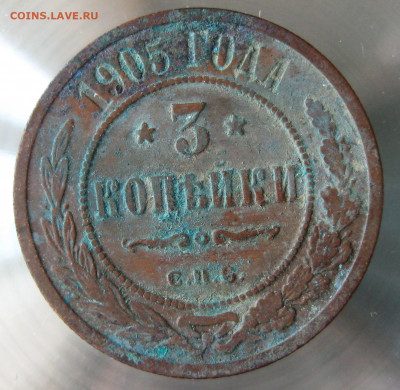 COINS.LAVE.RU
1905 ГОДА
* 3 *
КОПѢЙКИ
С.П.Б.